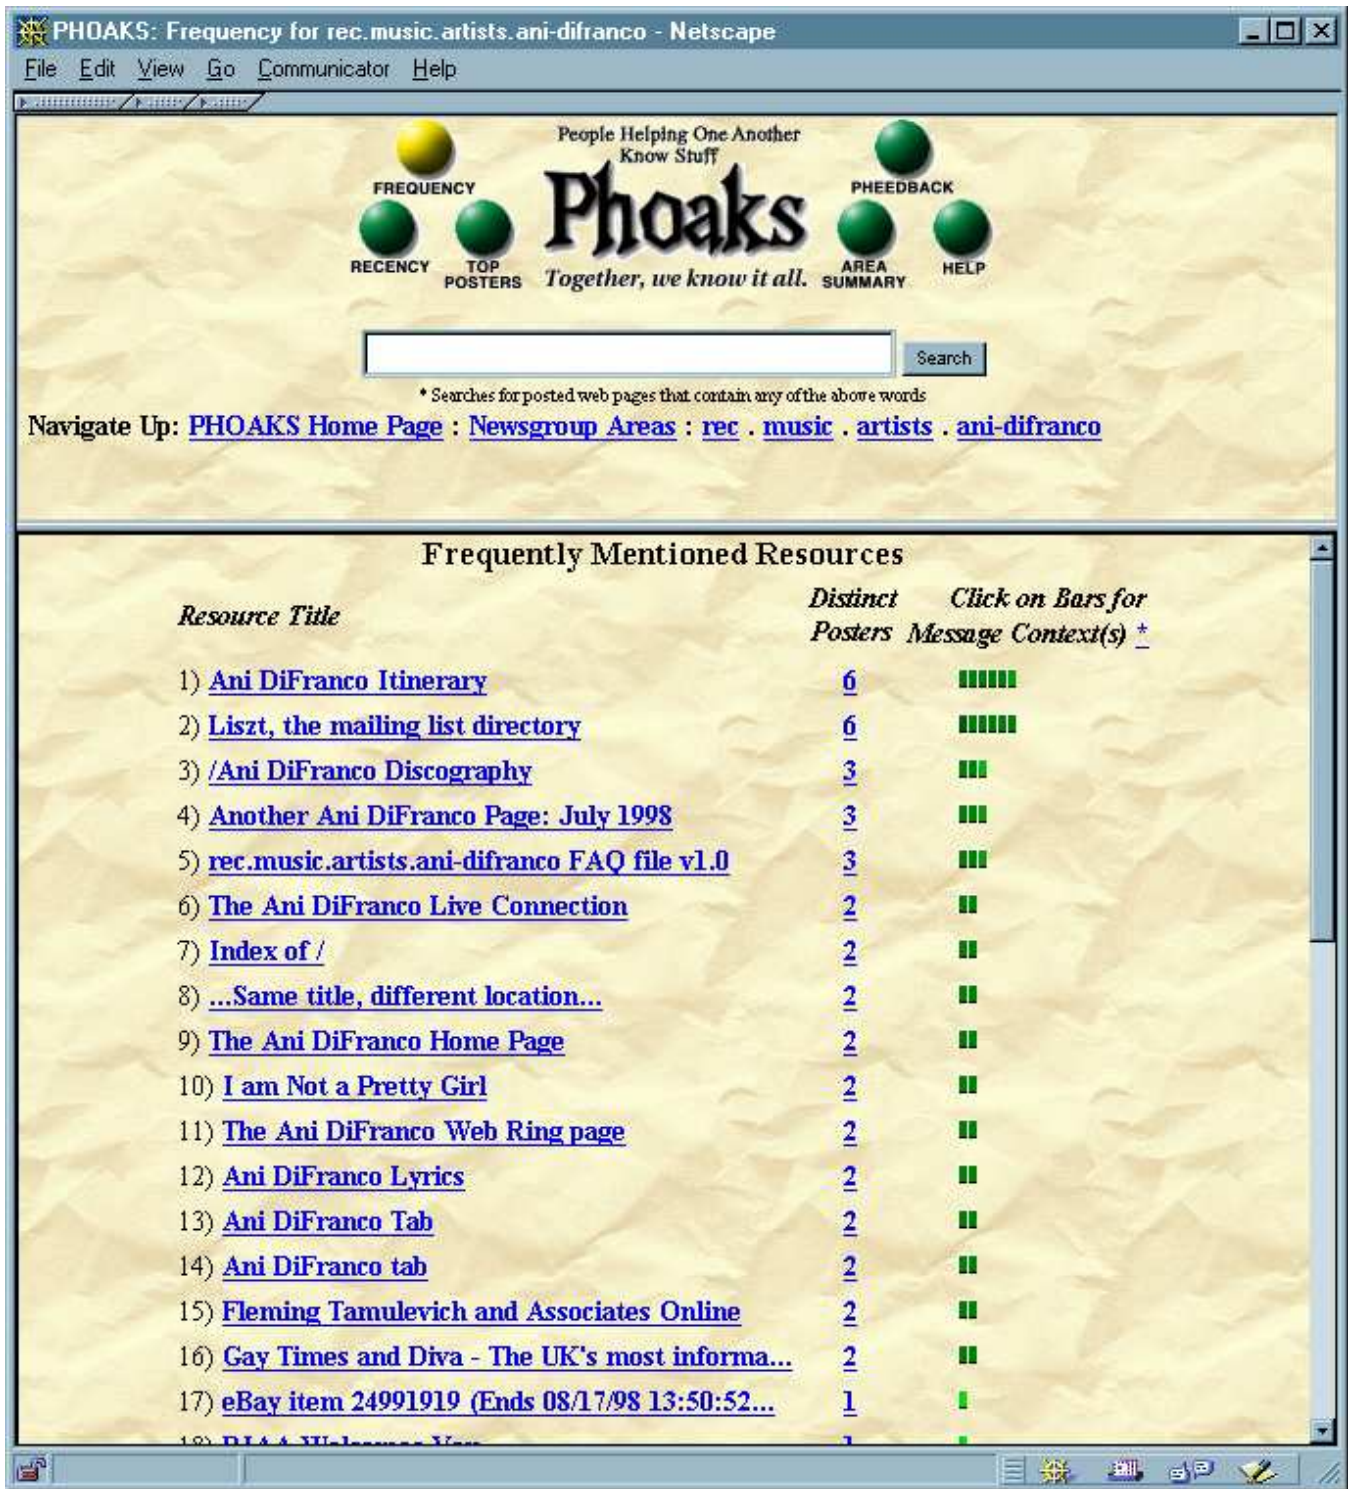 PHOAKS: Frequency for rec.music.artists.ani-difranco - Netscape
File Edit View Go Communicator Help
People Helping One Another
Know Stuff
Phoaks
Together, we know it all.
FREQUENCY
RECENCY
TOP
POSTERS
PHEEDBACK
AREA
SUMMARY
HELP
Search
* Searches for posted web pages that contain any of the above words
Navigate Up: PHOAKS Home Page : Newsgroup Areas : rec . music . artists . ani-difranco
Frequently Mentioned Resources
Resource Title
Distinct
Posters
Click on Bars for
Message Context(s) *
1) Ani DiFranco Itinerary 6
2) Liszt, the mailing list directory 6
3) /Ani DiFranco Discography 3
4) Another Ani DiFranco Page: July 1998 3
5) rec.music.artists.ani-difranco FAQ file v1.0 3
6) The Ani DiFranco Live Connection 2
7) Index of / 2
8) ...Same title, different location... 2
9) The Ani DiFranco Home Page 2
10) I am Not a Pretty Girl 2
11) The Ani DiFranco Web Ring page 2
12) Ani DiFranco Lyrics 2
13) Ani DiFranco Tab 2
14) Ani DiFranco tab 2
15) Fleming Tamulevich and Associates Online 2
16) Gay Times and Diva - The UK's most informa... 2
17) eBay item 24991919 (Ends 08/17/98 13:50:52... 1
18) RIAA Welcomes You 1